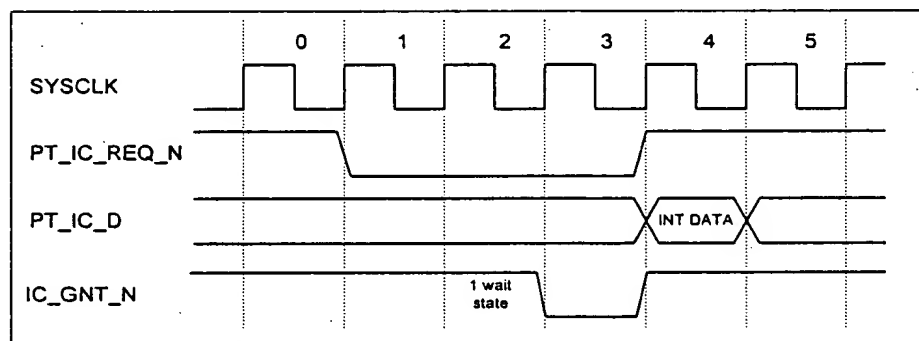 0 1 2 3 4 5
SYSCLK
PT_IC_REQ_N
PT_IC_D
INT DATA
IC_GNT_N
1 wait
state